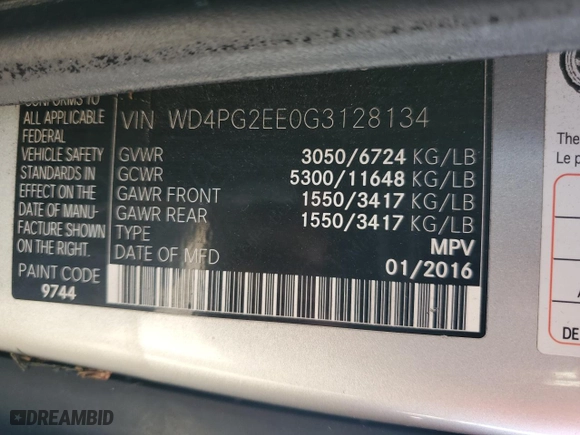 CONFORMS TO
ALL APPLICABLE
FEDERAL
VEHICLE SAFETY
STANDARDS IN
EFFECT ON THE
DATE OF MANU-
FACTURE SHOWN
ON THE RIGHT.
PAINT CODE
9744
VIN WD4PG2EE0G3128134
GVWR 3050/6724 KG/LB
GCWR 5300/11648 KG/LB
GAWR FRONT 1550/3417 KG/LB
GAWR REAR 1550/3417 KG/LB
TYPE MPV
DATE OF MFD 01/2016
The
Le p
DE
DREAMBID